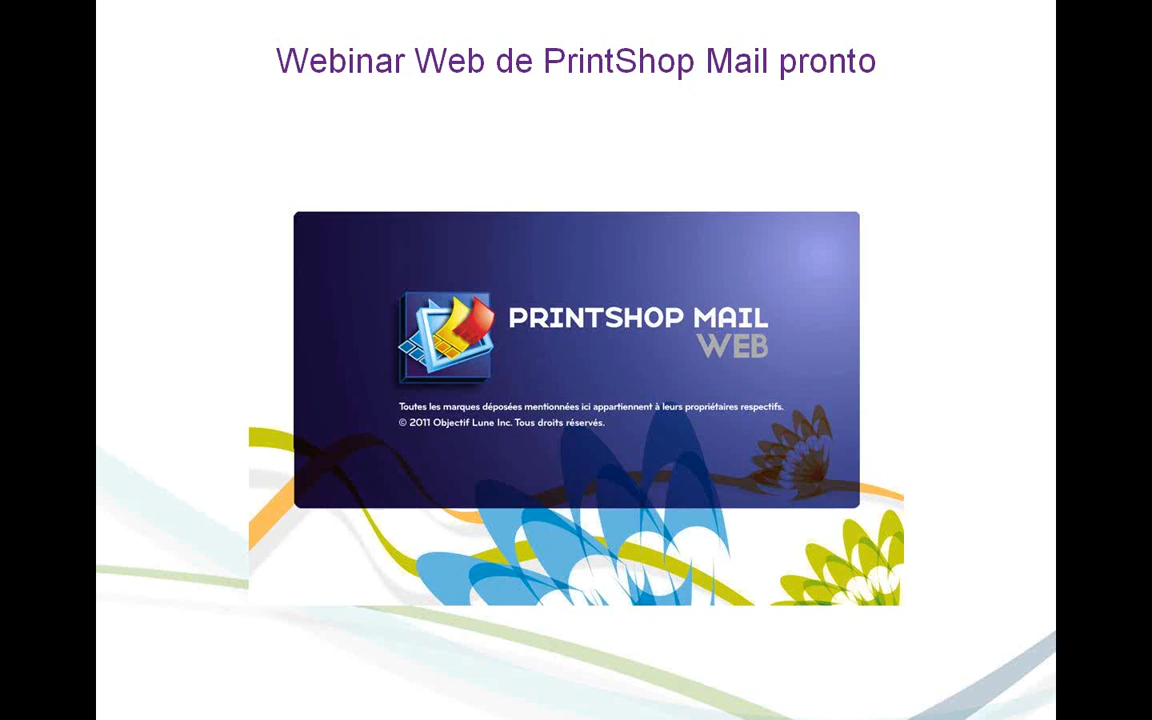 Webinar Web de PrintShop Mail pronto
PRINTSHOP MAIL
WEB
Toutes les marques déposées mentionnées ici appartiennent à leurs propriétaires respectifs.
© 2011 Objectif Lune Inc. Tous droits réservés.